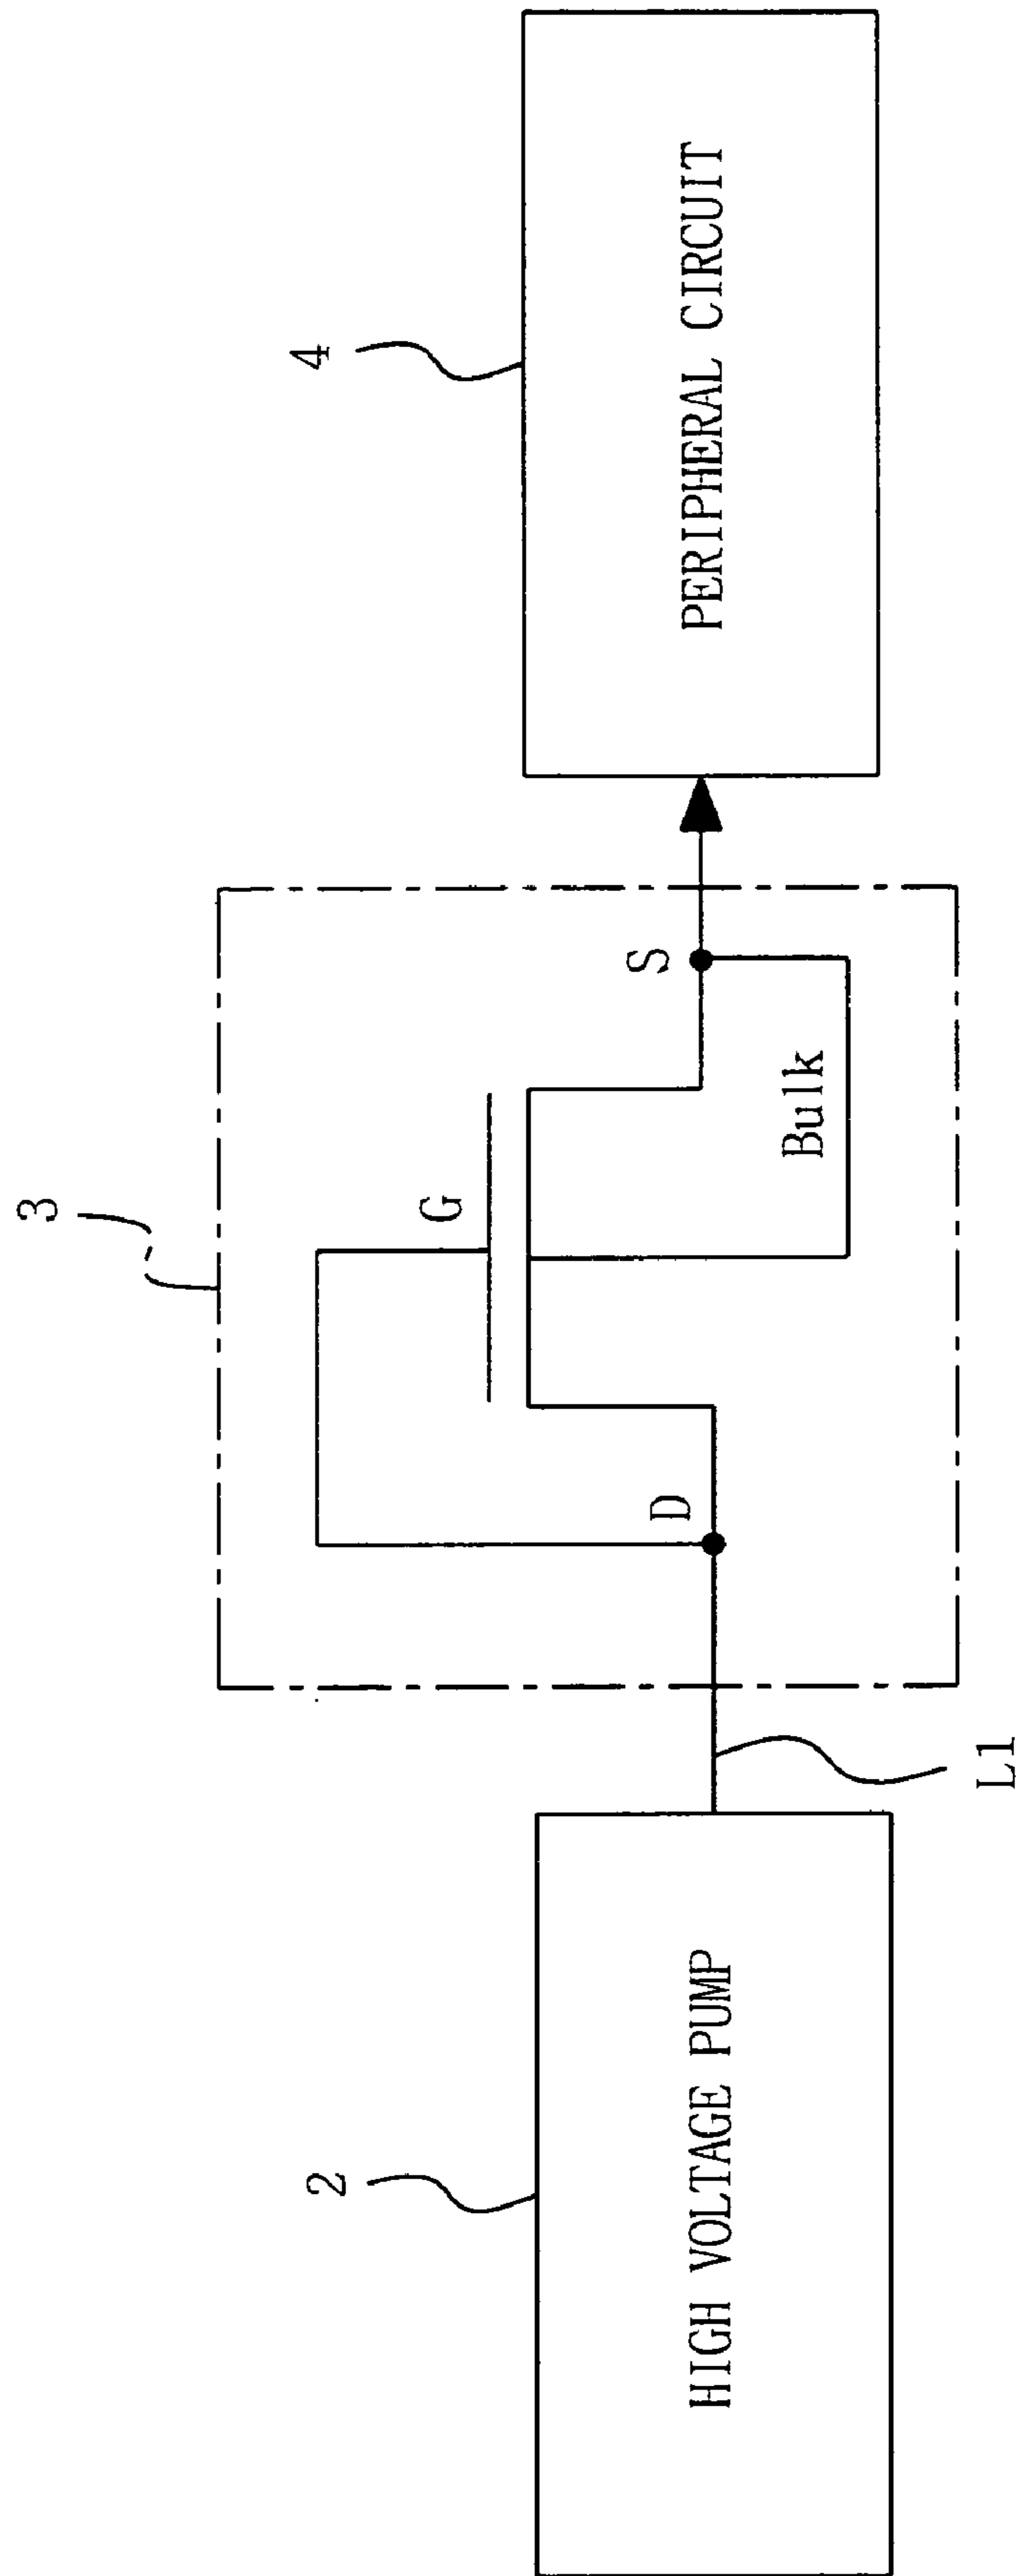 2
HIGH VOLTAGE PUMP
L1
3
D
G
S
Bulk
4
PERIPHERAL CIRCUIT